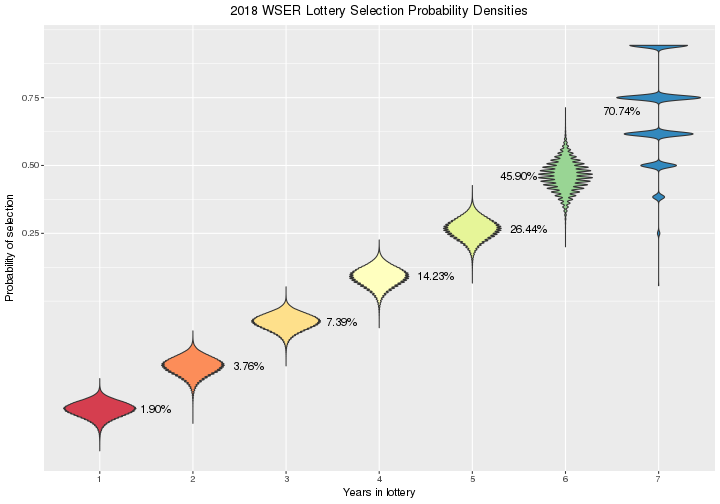 2018 WSER Lottery Selection Probability Densities
Probability of selection
0.75
0.50
0.25
70.74%
45.90%
26.44%
14.23%
7.39%
3.76%
1.90%
1 2 3 4 5 6 7
Years in lottery